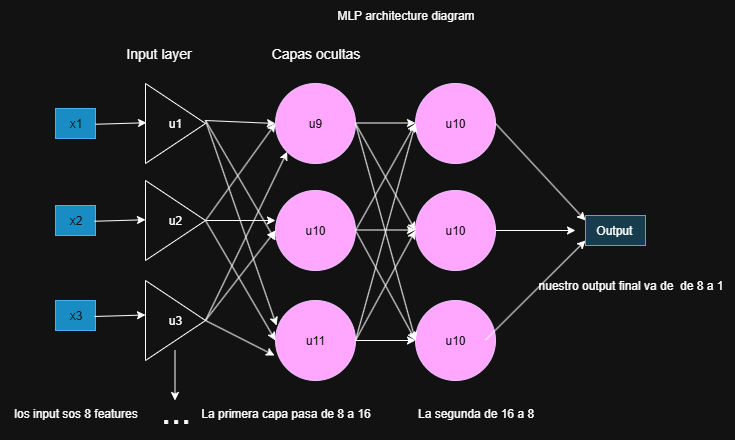 MLP architecture diagram
Input layer
Capas ocultas
x1
u1
u9
u10
x2
u2
u10
u10
Output
x3
u3
u11
u10
nuestro output final va de de 8 a 1
los input sos 8 features
...
La primera capa pasa de 8 a 16
La segunda de 16 a 8